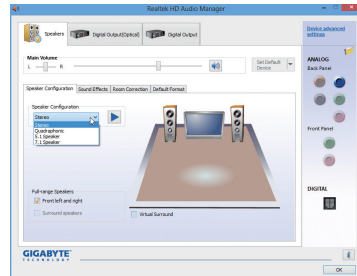 Realtek HD Audio Manager
Speakers
Digital Output(Optical)
Digital Output
Device advanced
settings
Main Volume
L
R
Set Default
Device
ANALOG
Back Panel
Speaker Configuration
Sound Effects
Room Correction
Default Format
Speaker Configuration
Stereo
Stereo
Quadraphonic
5.1 Speaker
7.1 Speaker
Front Panel
Full-range Speakers
Front left and right
Surround speakers
Virtual Surround
DIGITAL
GIGABYTE
TECHNOLOGY
OK